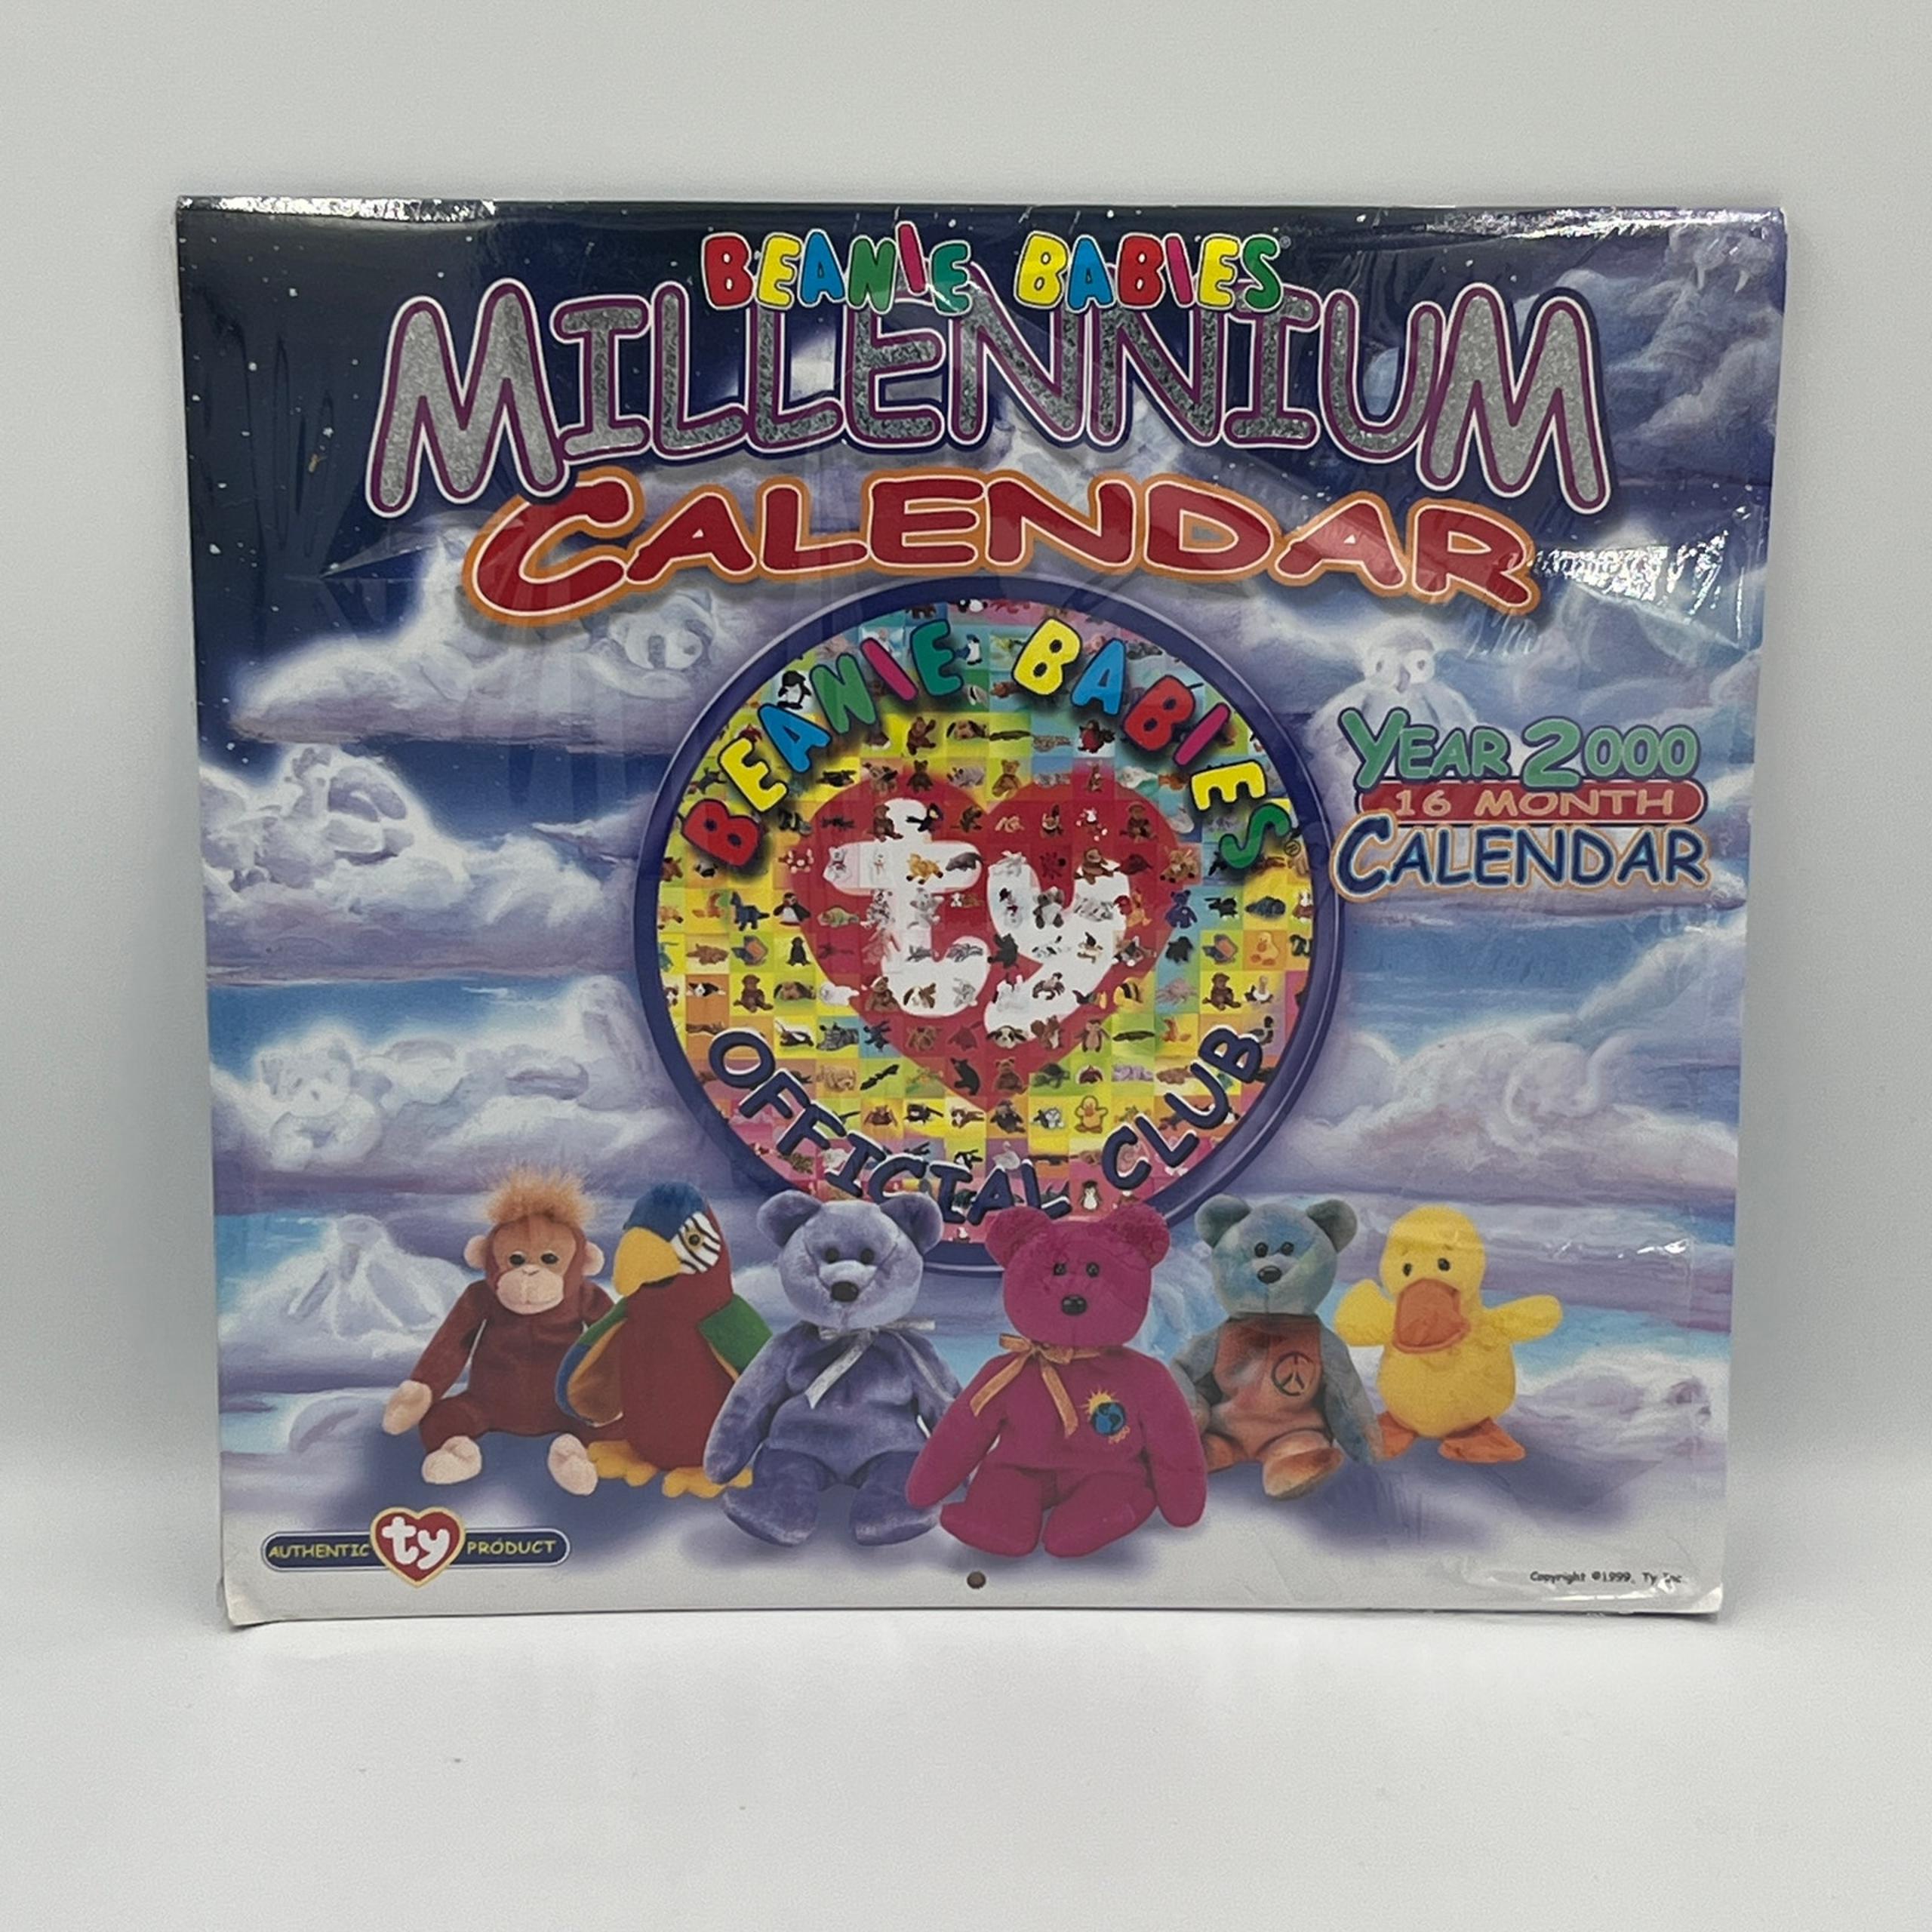 BEANIE BABIES®
MILLENNIUM
CALENDAR
BEANIE BABIES®
ty
OFFICIAL CLUB
YEAR 2000
16 MONTH
CALENDAR
AUTHENTIC ty PRODUCT
Copyright ©1999, Ty Inc.